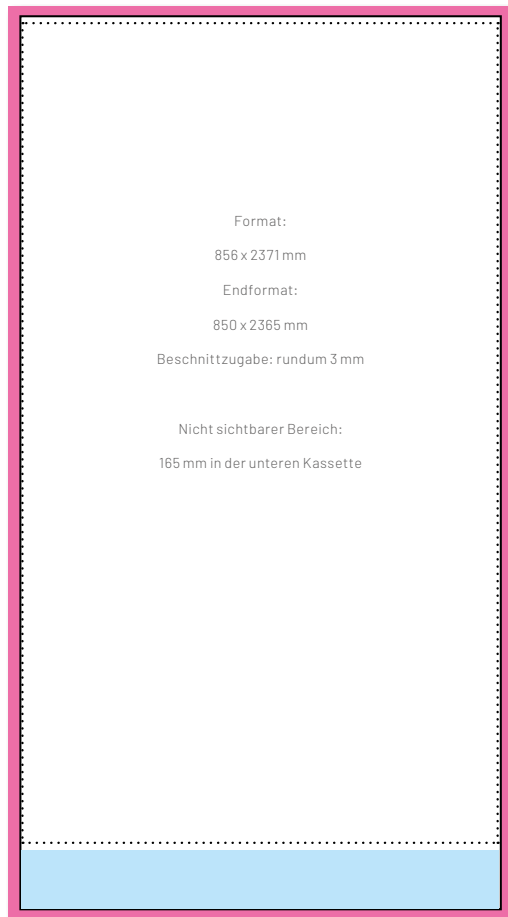 Format:
856 x 2371 mm
Endformat:
850 x 2365 mm
Beschnittzugabe: rundum 3 mm
Nicht sichtbarer Bereich:
165 mm in der unteren Kassette